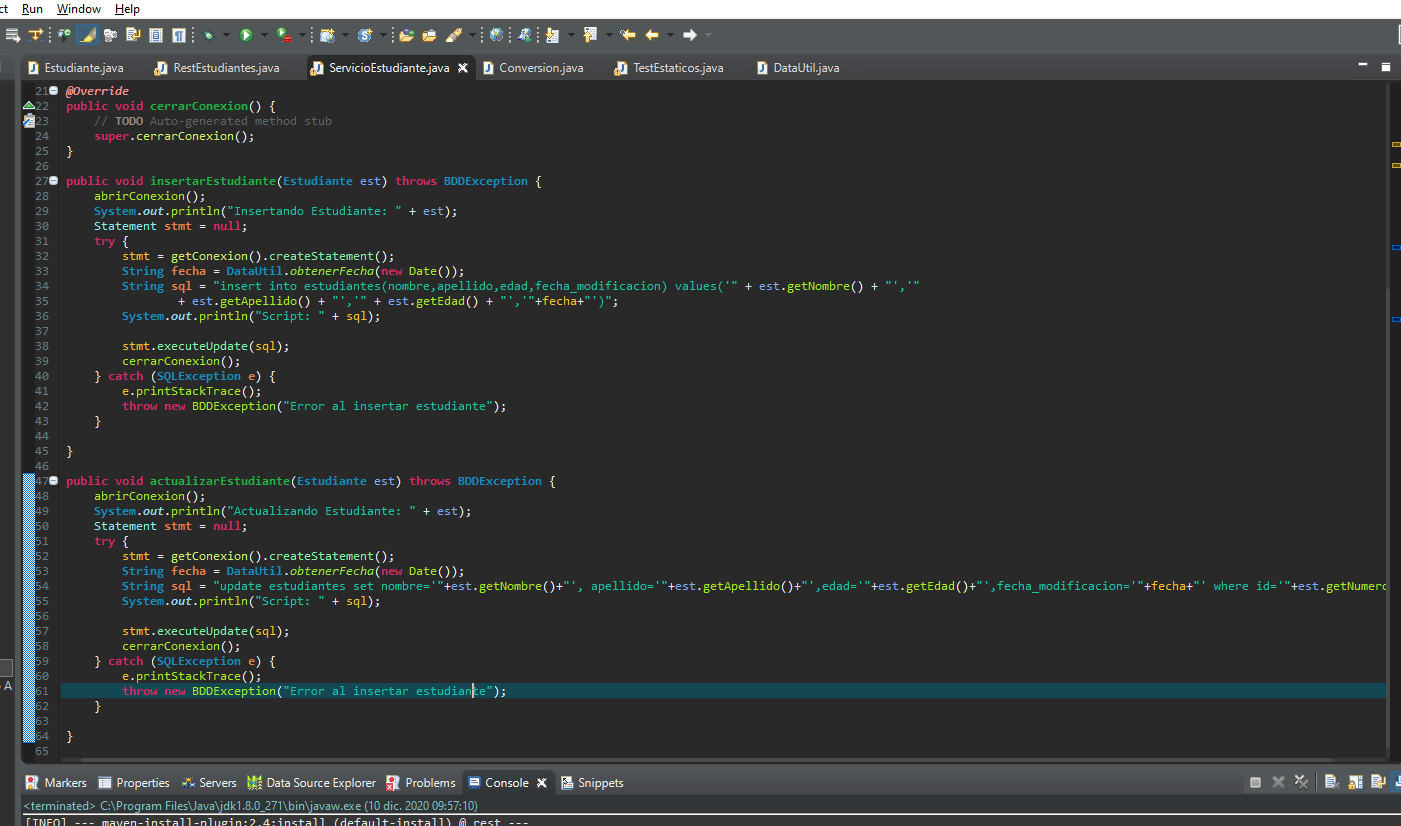 ct Run Window Help
Estudiante.java RestEstudiantes.java ServicioEstudiante.java Conversion.java TestEstaticos.java DataUtil.java
21 @Override
22 public void cerrarConexion() {
23 // TODO Auto-generated method stub
24 super.cerrarConexion();
25 }
26
27 public void insertarEstudiante(Estudiante est) throws BDDException {
28 abrirConexion();
29 System.out.println("Insertando Estudiante: " + est);
30 Statement stmt = null;
31 try {
32 stmt = getConexion().createStatement();
33 String fecha = DataUtil.obtenerFecha(new Date());
34 String sql = "insert into estudiantes(nombre,apellido,edad,fecha_modificacion) values('" + est.getNombre() + "','"
35 + est.getApellido() + "','" + est.getEdad() + "','"+fecha+"')";
36 System.out.println("Script: " + sql);
37
38 stmt.executeUpdate(sql);
39 cerrarConexion();
40 } catch (SQLException e) {
41 e.printStackTrace();
42 throw new BDDException("Error al insertar estudiante");
43 }
44
45 }
46
47 public void actualizarEstudiante(Estudiante est) throws BDDException {
48 abrirConexion();
49 System.out.println("Actualizando Estudiante: " + est);
50 Statement stmt = null;
51 try {
52 stmt = getConexion().createStatement();
53 String fecha = DataUtil.obtenerFecha(new Date());
54 String sql = "update estudiantes set nombre='"+est.getNombre()+"', apellido='"+est.getApellido()+"',edad='"+est.getEdad()+"',fecha_modificacion='"+fecha+"' where id='"+est.getNumero
55 System.out.println("Script: " + sql);
56
57 stmt.executeUpdate(sql);
58 cerrarConexion();
59 } catch (SQLException e) {
60 e.printStackTrace();
61 throw new BDDException("Error al insertar estudiante");
62 }
63
64 }
65
A
Markers Properties Servers Data Source Explorer Problems Console Snippets
<terminated> C:\Program Files\Java\jdk1.8.0_271\bin\javaw.exe (10 dic. 2020 09:57:10)
[INFO] --- maven-install-plugin:2.4:install (default-install) @ rest ---